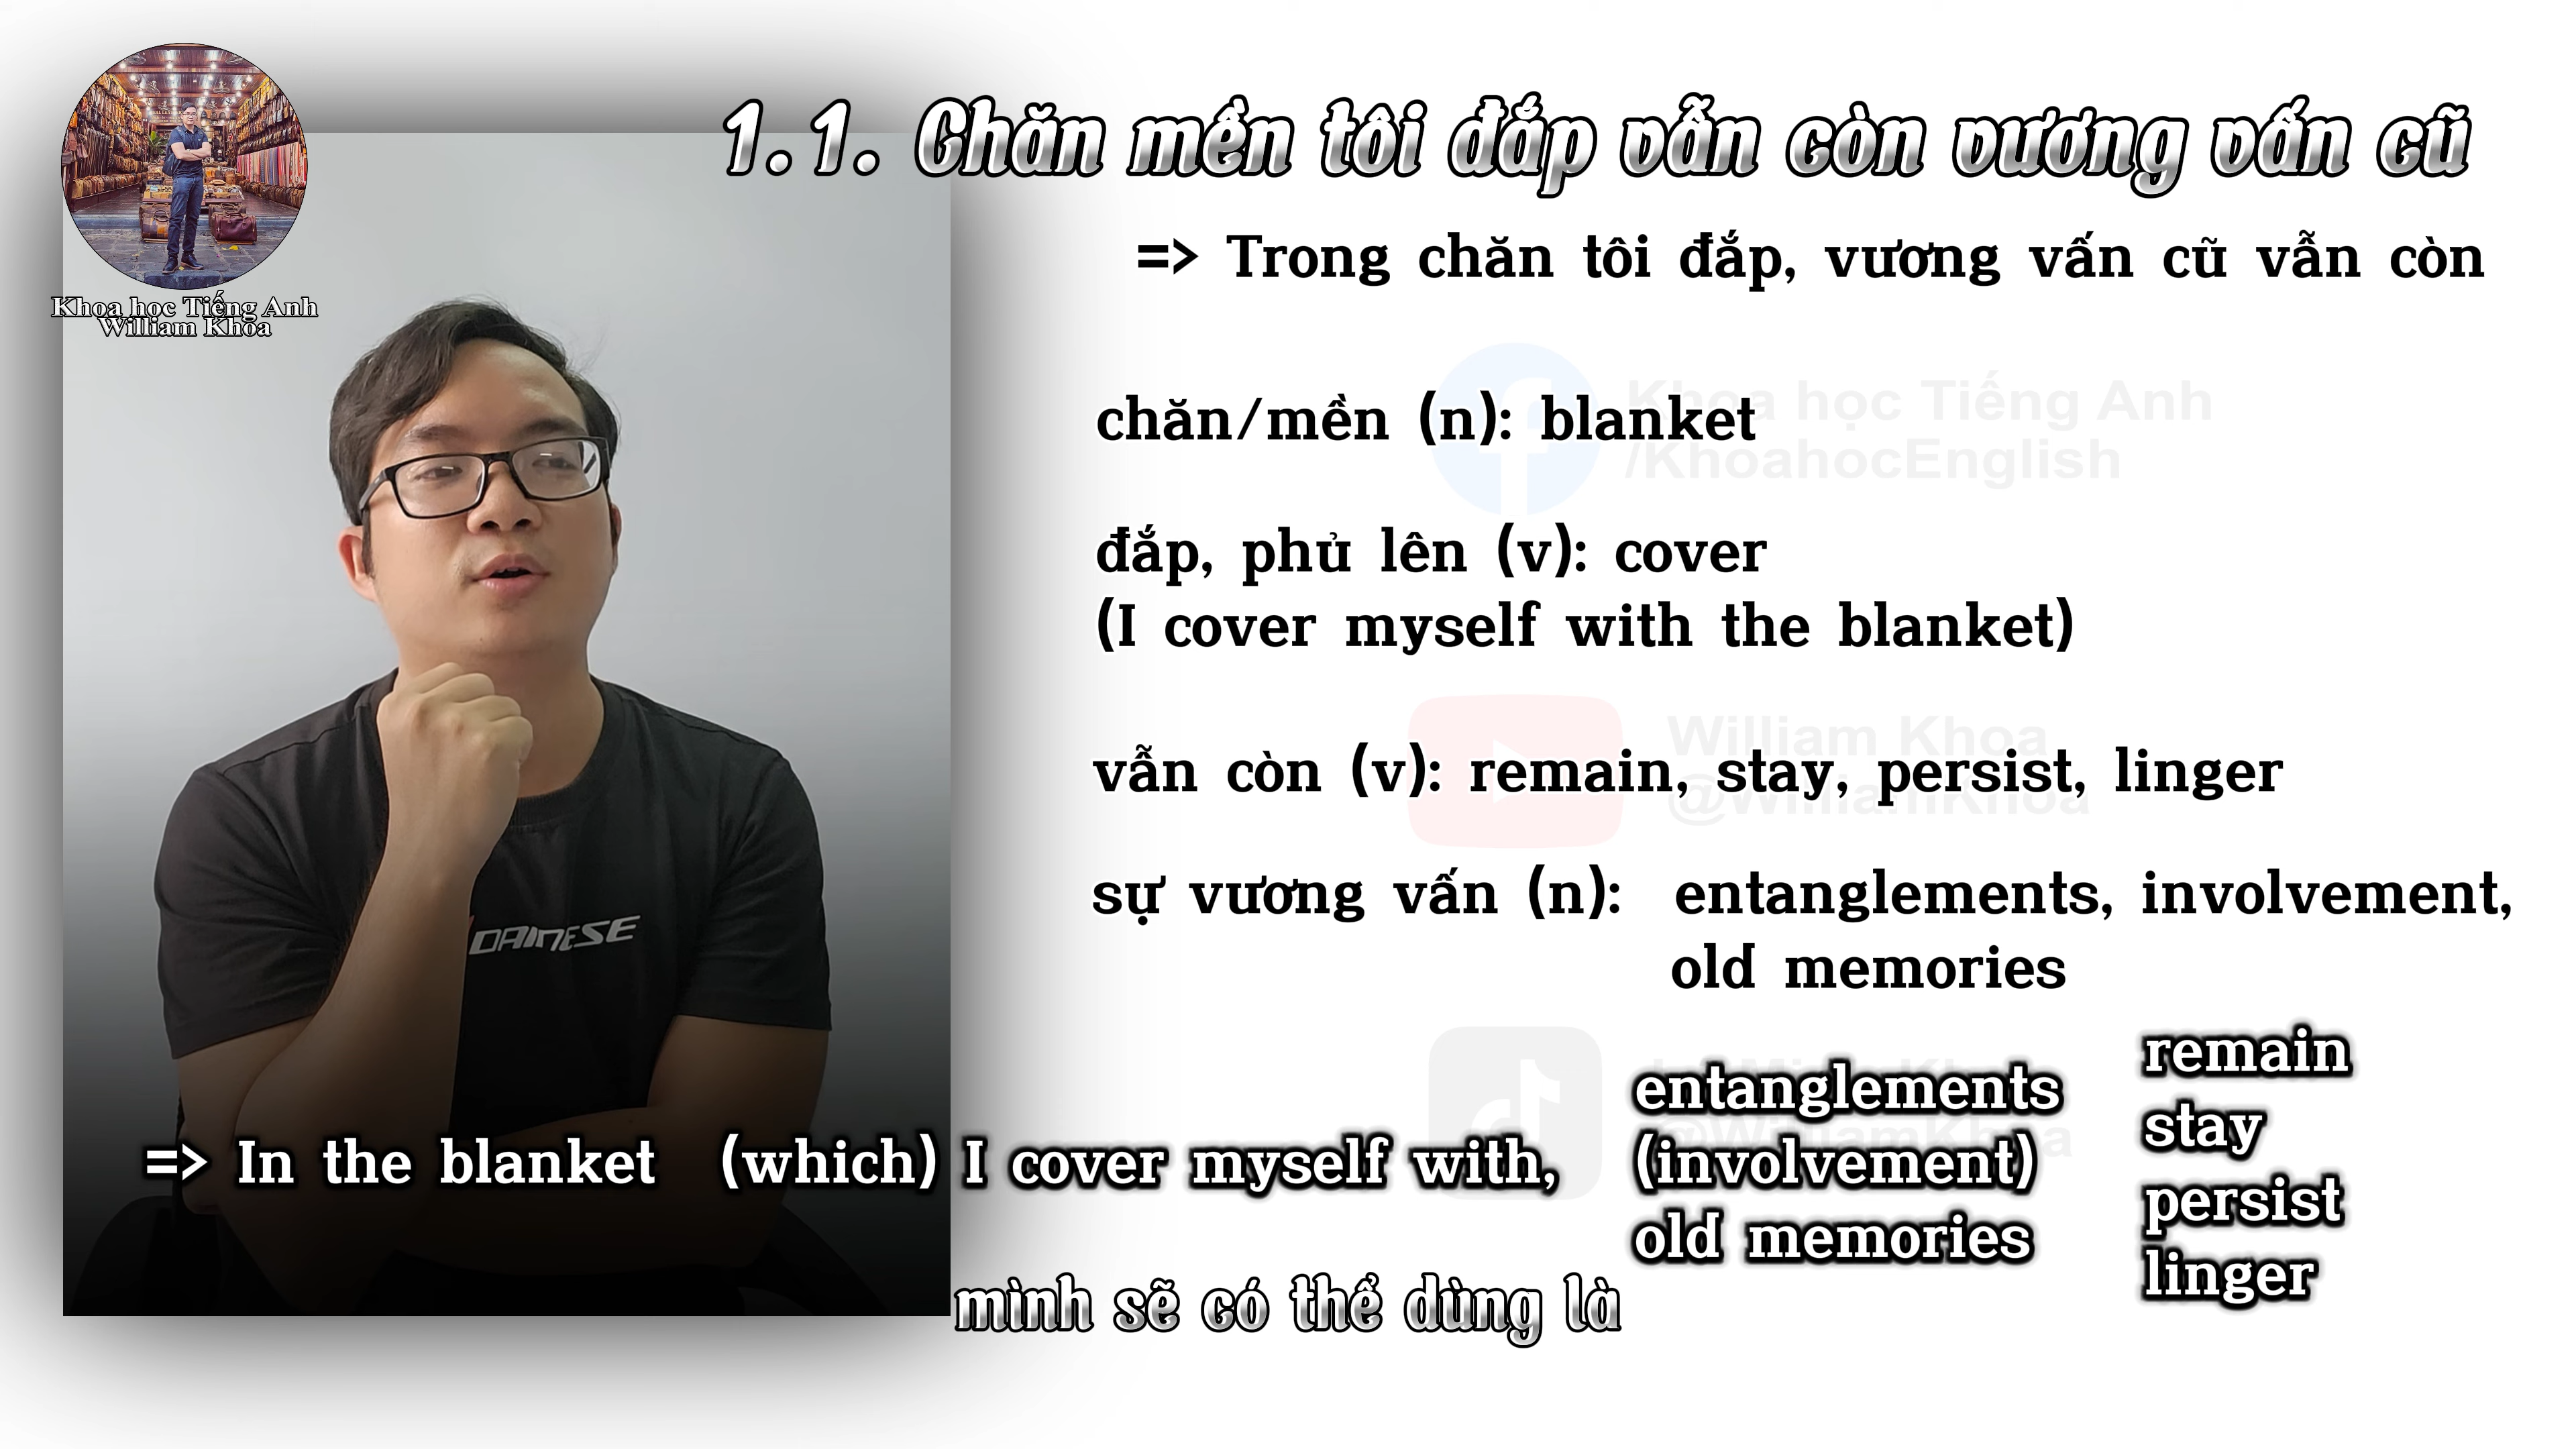 1.1. Chăn mền tôi đắp vẫn còn vương vấn cũ
=> Trong chăn tôi đắp, vương vấn cũ vẫn còn
Khoa học Tiếng Anh
William Khoa
Khoa học Tiếng Anh
/KhoahocEnglish
chăn/mền (n): blanket
đắp, phủ lên (v): cover
(I cover myself with the blanket)
William Khoa
@WilliamKhoa
vẫn còn (v): remain, stay, persist, linger
sự vương vấn (n): entanglements, involvement,
old memories
DAINESE
@WilliamKhoa
=> In the blanket (which) I cover myself with,
entanglements
(involvement)
old memories
remain
stay
persist
linger
mình sẽ có thể dùng là